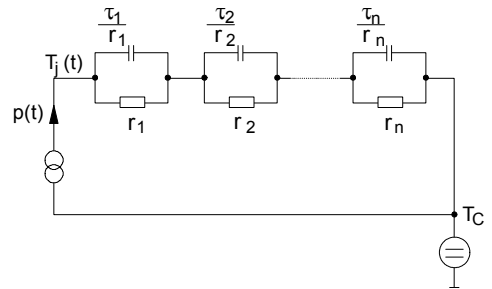 τ1 τ2 τn
r1 r2 rn
Tj (t)
r1 r2 rn
p(t)
TC